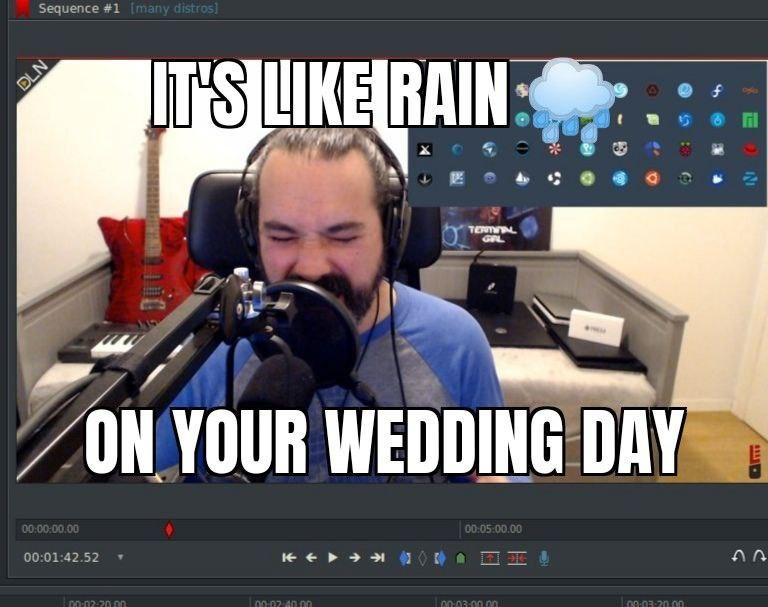 Sequence #1 [many distros]
DLN
IT'S LIKE RAIN 🌧
TERMINAL
GIRL
ON YOUR WEDDING DAY
00:00:00.00
00:05:00.00
00:01:42.52
00:02:20.00
00:02:40.00
00:03:00.00
00:03:20.00